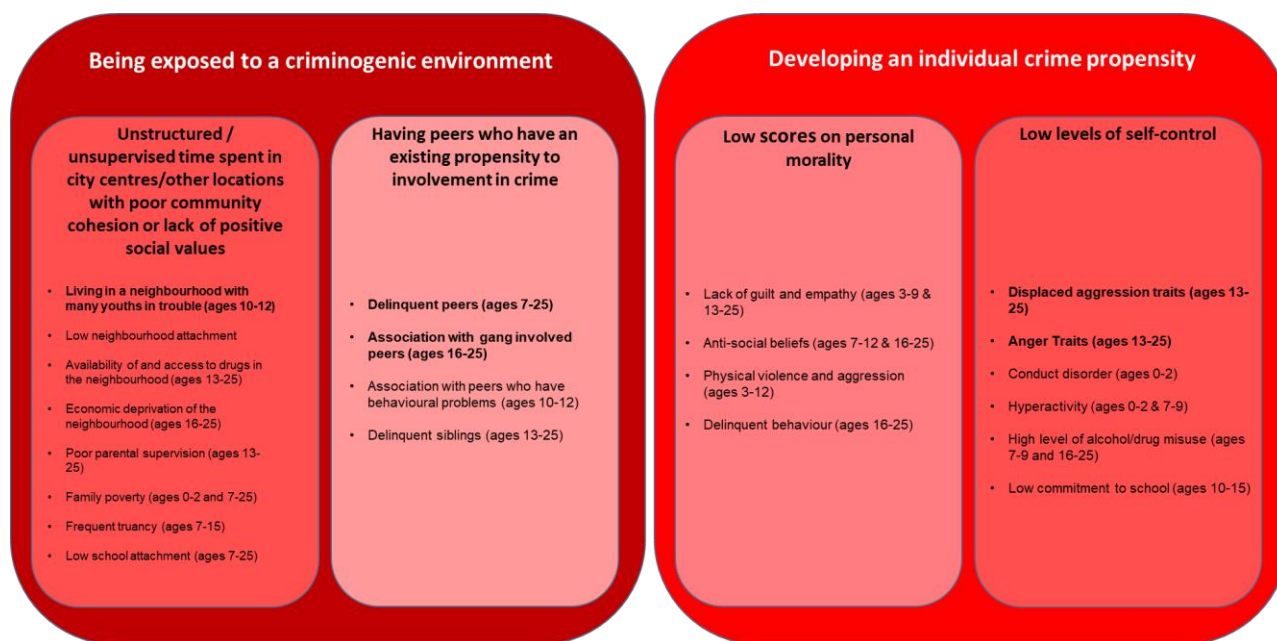 Being exposed to a criminogenic environment
Unstructured /
unsupervised time spent in
city centres/other locations
with poor community
cohesion or lack of positive
social values
• Living in a neighbourhood with
many youths in trouble (ages 10-12)
• Low neighbourhood attachment
• Availability of and access to drugs in
the neighbourhood (ages 13-25)
• Economic deprivation of the
neighbourhood (ages 16-25)
• Poor parental supervision (ages 13-
25)
• Family poverty (ages 0-2 and 7-25)
• Frequent truancy (ages 7-15)
• Low school attachment (ages 7-25)
Having peers who have an
existing propensity to
involvement in crime
• Delinquent peers (ages 7-25)
• Association with gang involved
peers (ages 16-25)
• Association with peers who have
behavioural problems (ages 10-12)
• Delinquent siblings (ages 13-25)
Developing an individual crime propensity
Low scores on personal
morality
• Lack of guilt and empathy (ages 3-9 &
13-25)
• Anti-social beliefs (ages 7-12 & 16-25)
• Physical violence and aggression
(ages 3-12)
• Delinquent behaviour (ages 16-25)
Low levels of self-control
• Displaced aggression traits (ages 13-
25)
• Anger Traits (ages 13-25)
• Conduct disorder (ages 0-2)
• Hyperactivity (ages 0-2 & 7-9)
• High level of alcohol/drug misuse (ages
7-9 and 16-25)
• Low commitment to school (ages 10-15)